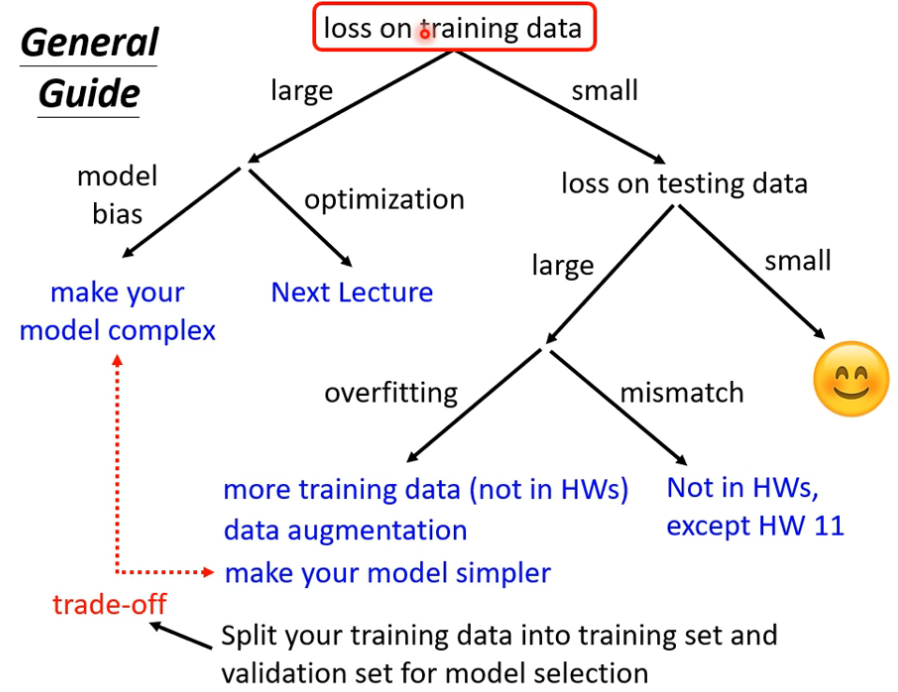 General
Guide
loss on training data
large
small
model
bias
optimization
loss on testing data
make your
model complex
Next Lecture
large
small
overfitting
mismatch
more training data (not in HWs)
data augmentation
make your model simpler
Not in HWs,
except HW 11
trade-off
Split your training data into training set and
validation set for model selection